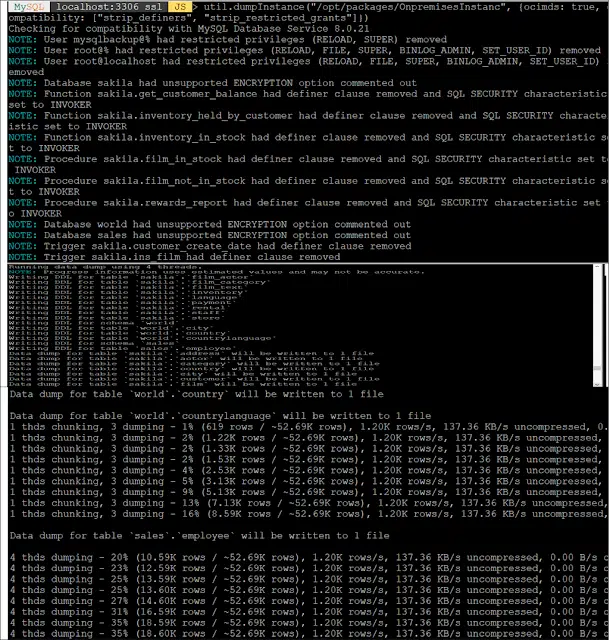 MySQL localhost:3306 ssl JS > util.dumpInstance("/opt/packages/OnpremisesInstanc", {ocimds: true,
ompatibility: ["strip_definers", "strip_restricted_grants"]})
Checking for compatibility with MySQL Database Service 8.0.21
NOTE: User mysqlbackup@% had restricted privileges (RELOAD, SUPER) removed
NOTE: User root@% had restricted privileges (RELOAD, FILE, SUPER, BINLOG_ADMIN, SET_USER_ID) removed
NOTE: User root@localhost had restricted privileges (RELOAD, FILE, SUPER, BINLOG_ADMIN, SET_USER_ID) r
emoved
NOTE: Database sakila had unsupported ENCRYPTION option commented out
NOTE: Function sakila.get_customer_balance had definer clause removed and SQL SECURITY characteristic
set to INVOKER
NOTE: Function sakila.inventory_held_by_customer had definer clause removed and SQL SECURITY characte
istic set to INVOKER
NOTE: Function sakila.inventory_in_stock had definer clause removed and SQL SECURITY characteristic s
t to INVOKER
NOTE: Procedure sakila.film_in_stock had definer clause removed and SQL SECURITY characteristic set t
INVOKER
NOTE: Procedure sakila.film_not_in_stock had definer clause removed and SQL SECURITY characteristic s
t to INVOKER
NOTE: Procedure sakila.rewards_report had definer clause removed and SQL SECURITY characteristic set
o INVOKER
NOTE: Database world had unsupported ENCRYPTION option commented out
NOTE: Database sales had unsupported ENCRYPTION option commented out
NOTE: Trigger sakila.customer_create_date had definer clause removed
NOTE: Trigger sakila.ins_film had definer clause removed
Running data dump using 4 threads.
NOTE: Progress information uses estimated values and may not be accurate.
Writing DDL for table `sakila`.`film_actor`
Writing DDL for table `sakila`.`film_category`
Writing DDL for table `sakila`.`film_text`
Writing DDL for table `sakila`.`inventory`
Writing DDL for table `sakila`.`language`
Writing DDL for table `sakila`.`payment`
Writing DDL for table `sakila`.`rental`
Writing DDL for table `sakila`.`staff`
Writing DDL for table `sakila`.`store`
Writing DDL for schema `world`
Writing DDL for table `world`.`city`
Writing DDL for table `world`.`country`
Writing DDL for table `world`.`countrylanguage`
Writing DDL for schema `sales`
Writing DDL for table `sales`.`employee`
Data dump for table `sakila`.`address` will be written to 1 file
Data dump for table `sakila`.`actor` will be written to 1 file
Data dump for table `sakila`.`category` will be written to 1 file
Data dump for table `sakila`.`country` will be written to 1 file
Data dump for table `sakila`.`city` will be written to 1 file
Data dump for table `sakila`.`customer` will be written to 1 file
Data dump for table `sakila`.`film` will be written to 1 file
Data dump for table `world`.`country` will be written to 1 file
Data dump for table `world`.`countrylanguage` will be written to 1 file
1 thds chunking, 3 dumping - 1% (619 rows / ~52.69K rows), 1.20K rows/s, 137.36 KB/s uncompressed, 0.
1 thds chunking, 3 dumping - 2% (1.22K rows / ~52.69K rows), 1.20K rows/s, 137.36 KB/s uncompressed,
1 thds chunking, 3 dumping - 2% (1.33K rows / ~52.69K rows), 1.20K rows/s, 137.36 KB/s uncompressed,
1 thds chunking, 3 dumping - 2% (1.53K rows / ~52.69K rows), 1.20K rows/s, 137.36 KB/s uncompressed,
1 thds chunking, 3 dumping - 4% (2.53K rows / ~52.69K rows), 1.20K rows/s, 137.36 KB/s uncompressed,
1 thds chunking, 3 dumping - 5% (3.13K rows / ~52.69K rows), 1.20K rows/s, 137.36 KB/s uncompressed,
1 thds chunking, 3 dumping - 9% (5.13K rows / ~52.69K rows), 1.20K rows/s, 137.36 KB/s uncompressed,
1 thds chunking, 3 dumping - 13% (7.13K rows / ~52.69K rows), 1.20K rows/s, 137.36 KB/s uncompressed,
1 thds chunking, 3 dumping - 16% (8.59K rows / ~52.69K rows), 1.20K rows/s, 137.36 KB/s uncompressed,
Data dump for table `sales`.`employee` will be written to 1 file
4 thds dumping - 20% (10.59K rows / ~52.69K rows), 1.20K rows/s, 137.36 KB/s uncompressed, 0.00 B/s c
4 thds dumping - 23% (12.59K rows / ~52.69K rows), 1.20K rows/s, 137.36 KB/s uncompressed, 0.00 B/s c
4 thds dumping - 25% (13.59K rows / ~52.69K rows), 1.20K rows/s, 137.36 KB/s uncompressed, 0.00 B/s c
4 thds dumping - 25% (13.60K rows / ~52.69K rows), 1.20K rows/s, 137.36 KB/s uncompressed, 0.00 B/s c
4 thds dumping - 27% (14.60K rows / ~52.69K rows), 1.20K rows/s, 137.36 KB/s uncompressed, 0.00 B/s c
4 thds dumping - 31% (16.59K rows / ~52.69K rows), 1.20K rows/s, 137.36 KB/s uncompressed, 0.00 B/s c
4 thds dumping - 35% (18.59K rows / ~52.69K rows), 1.20K rows/s, 137.36 KB/s uncompressed, 0.00 B/s c
4 thds dumping - 35% (18.60K rows / ~52.69K rows), 1.20K rows/s, 137.36 KB/s uncompressed, 0.00 B/s c